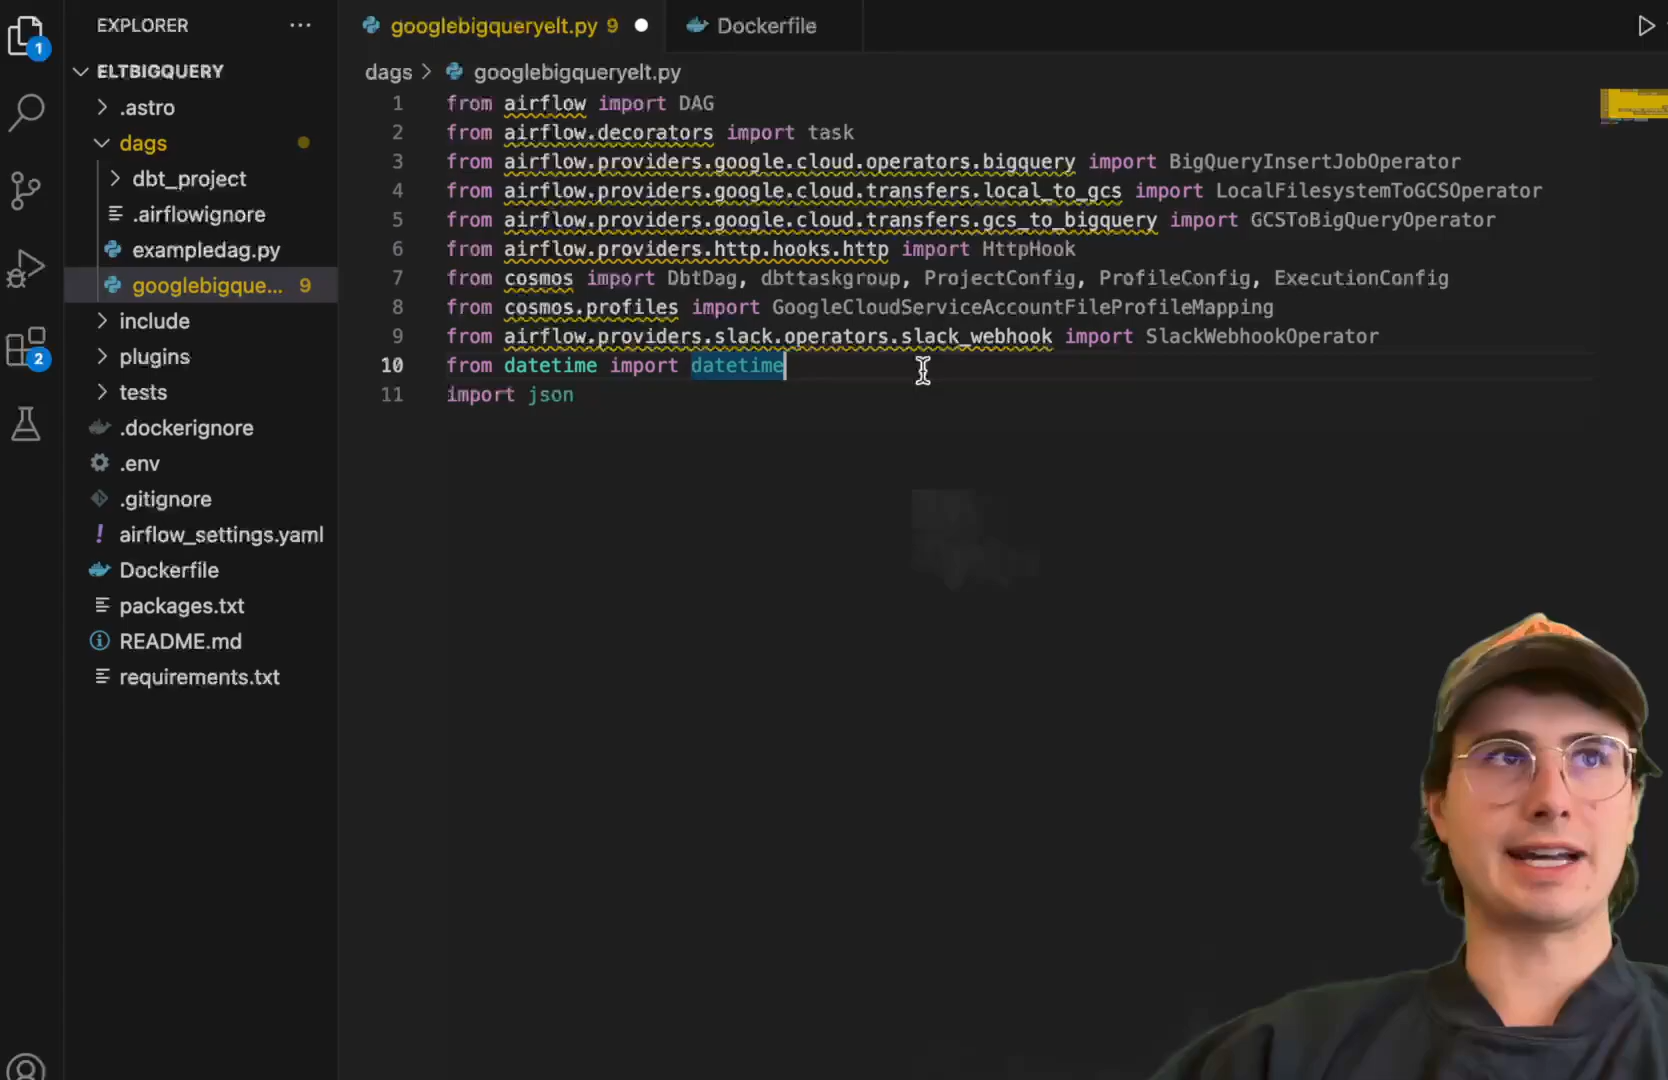 EXPLORER
ELTBIGQUERY
.astro
dags
dbt_project
.airflowignore
exampledag.py
googlebigque... 9
include
plugins
tests
.dockerignore
.env
.gitignore
! airflow_settings.yaml
Dockerfile
packages.txt
README.md
requirements.txt
1
2
googlebigqueryelt.py 9
Dockerfile
dags > googlebigqueryelt.py
1 from airflow import DAG
2 from airflow.decorators import task
3 from airflow.providers.google.cloud.operators.bigquery import BigQueryInsertJobOperator
4 from airflow.providers.google.cloud.transfers.local_to_gcs import LocalFilesystemToGCSOperator
5 from airflow.providers.google.cloud.transfers.gcs_to_bigquery import GCSToBigQueryOperator
6 from airflow.providers.http.hooks.http import HttpHook
7 from cosmos import DbtDag, dbttaskgroup, ProjectConfig, ProfileConfig, ExecutionConfig
8 from cosmos.profiles import GoogleCloudServiceAccountFileProfileMapping
9 from airflow.providers.slack.operators.slack_webhook import SlackWebhookOperator
10 from datetime import datetime
11 import json